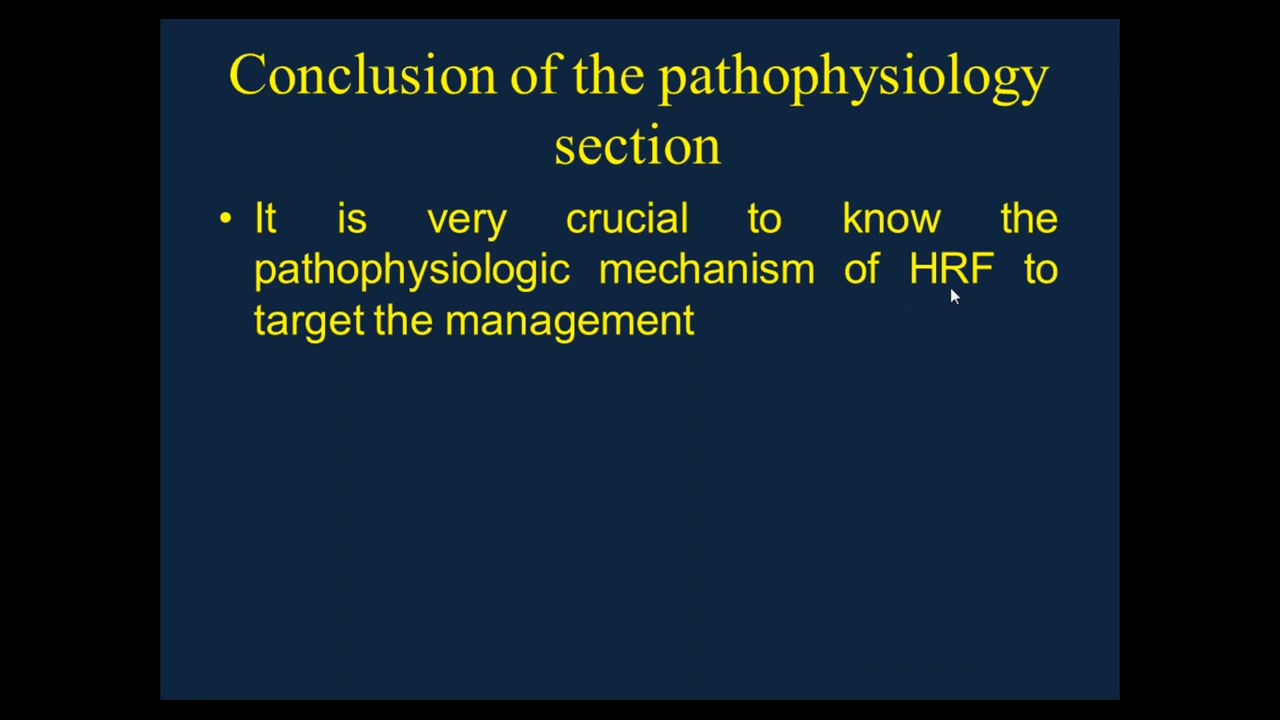 Conclusion of the pathophysiology
section
• It is very crucial to know the
pathophysiologic mechanism of HRF to
target the management